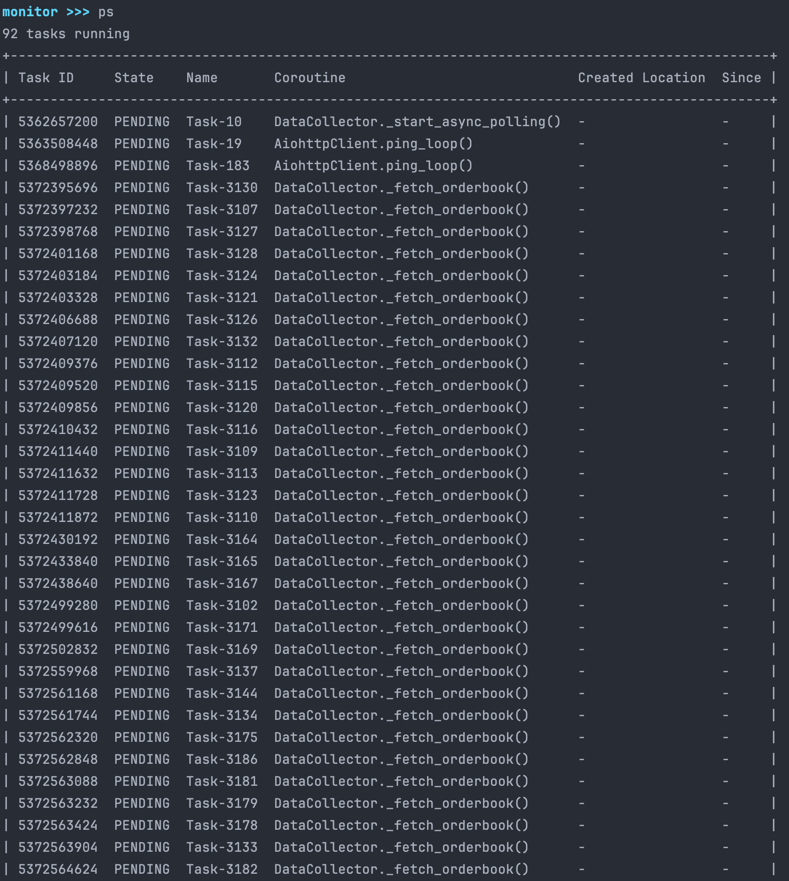 monitor >>> ps
92 tasks running
+-----------------------------------------------------------------------------------------------+
| Task ID     State    Name       Coroutine                             Created Location  Since |
+-----------------------------------------------------------------------------------------------+
| 5362657200  PENDING  Task-10    DataCollector._start_async_polling()  -                 -     |
| 5363508448  PENDING  Task-19    AiohttpClient.ping_loop()             -                 -     |
| 5368498896  PENDING  Task-183   AiohttpClient.ping_loop()             -                 -     |
| 5372395696  PENDING  Task-3130  DataCollector._fetch_orderbook()      -                 -     |
| 5372397232  PENDING  Task-3107  DataCollector._fetch_orderbook()      -                 -     |
| 5372398768  PENDING  Task-3127  DataCollector._fetch_orderbook()      -                 -     |
| 5372401168  PENDING  Task-3128  DataCollector._fetch_orderbook()      -                 -     |
| 5372403184  PENDING  Task-3124  DataCollector._fetch_orderbook()      -                 -     |
| 5372403328  PENDING  Task-3121  DataCollector._fetch_orderbook()      -                 -     |
| 5372406688  PENDING  Task-3126  DataCollector._fetch_orderbook()      -                 -     |
| 5372407120  PENDING  Task-3132  DataCollector._fetch_orderbook()      -                 -     |
| 5372409376  PENDING  Task-3112  DataCollector._fetch_orderbook()      -                 -     |
| 5372409520  PENDING  Task-3115  DataCollector._fetch_orderbook()      -                 -     |
| 5372409856  PENDING  Task-3120  DataCollector._fetch_orderbook()      -                 -     |
| 5372410432  PENDING  Task-3116  DataCollector._fetch_orderbook()      -                 -     |
| 5372411440  PENDING  Task-3109  DataCollector._fetch_orderbook()      -                 -     |
| 5372411632  PENDING  Task-3113  DataCollector._fetch_orderbook()      -                 -     |
| 5372411728  PENDING  Task-3123  DataCollector._fetch_orderbook()      -                 -     |
| 5372411872  PENDING  Task-3110  DataCollector._fetch_orderbook()      -                 -     |
| 5372430192  PENDING  Task-3164  DataCollector._fetch_orderbook()      -                 -     |
| 5372433840  PENDING  Task-3165  DataCollector._fetch_orderbook()      -                 -     |
| 5372438640  PENDING  Task-3167  DataCollector._fetch_orderbook()      -                 -     |
| 5372499280  PENDING  Task-3102  DataCollector._fetch_orderbook()      -                 -     |
| 5372499616  PENDING  Task-3171  DataCollector._fetch_orderbook()      -                 -     |
| 5372502832  PENDING  Task-3169  DataCollector._fetch_orderbook()      -                 -     |
| 5372559968  PENDING  Task-3137  DataCollector._fetch_orderbook()      -                 -     |
| 5372561168  PENDING  Task-3144  DataCollector._fetch_orderbook()      -                 -     |
| 5372561744  PENDING  Task-3134  DataCollector._fetch_orderbook()      -                 -     |
| 5372562320  PENDING  Task-3175  DataCollector._fetch_orderbook()      -                 -     |
| 5372562848  PENDING  Task-3186  DataCollector._fetch_orderbook()      -                 -     |
| 5372563088  PENDING  Task-3181  DataCollector._fetch_orderbook()      -                 -     |
| 5372563232  PENDING  Task-3179  DataCollector._fetch_orderbook()      -                 -     |
| 5372563424  PENDING  Task-3178  DataCollector._fetch_orderbook()      -                 -     |
| 5372563904  PENDING  Task-3133  DataCollector._fetch_orderbook()      -                 -     |
| 5372564624  PENDING  Task-3182  DataCollector._fetch_orderbook()      -                 -     |